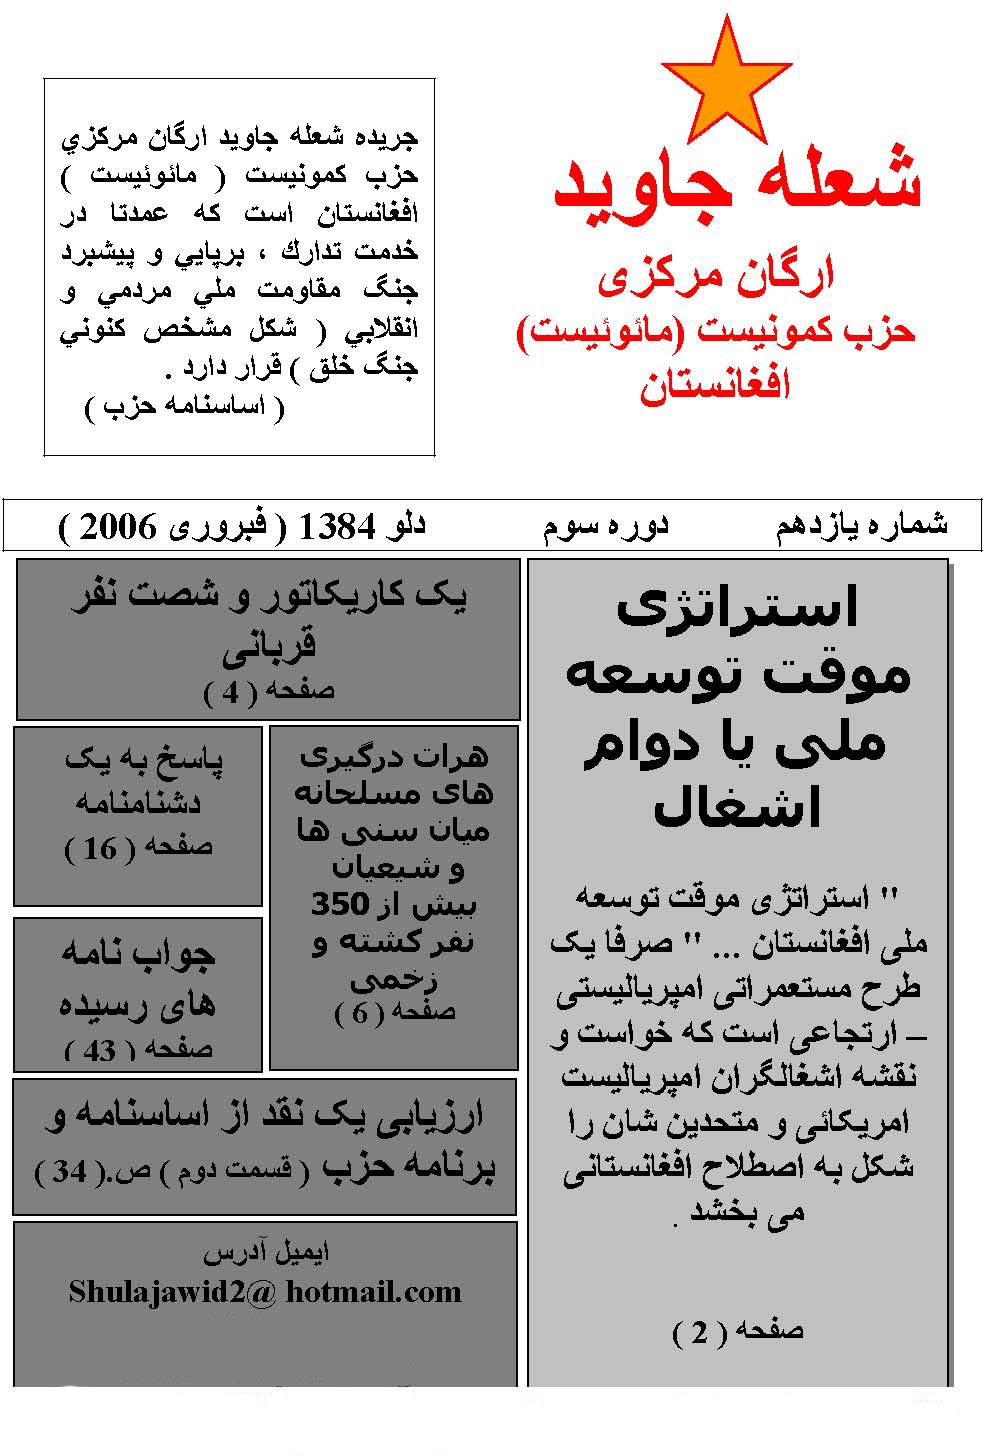 شعله جاوید
ارگان مرکزی
حزب کمونیست (مائوئیست)
افغانستان
جريده شعله جاويد ارگان مركزي
حزب كمونيست ( مائوئيست )
افغانستان است كه عمدتا در
خدمت تدارك ، برپايي و پيشبرد
جنگ مقاومت ملي مردمي و
انقلابي ( شكل مشخص كنوني
جنگ خلق ) قرار دارد .
( اساسنامه حزب )
شماره یازدهم دوره سوم دلو 1384 ( فبروری 2006 )
استراتژی
موقت توسعه
ملی یا دوام
اشغال
" استراتژی موقت توسعه
ملی افغانستان ... " صرفا یک
طرح مستعمراتی امپریالیستی
– ارتجاعی است که خواست و
نقشه اشغالگران امپریالیست
امریکائی و متحدین شان را
شکل به اصطلاح افغانستانی
می بخشد .
صفحه ( 2 )
یک کاریکاتور و شصت نفر
قربانی
صفحه ( 4 )
هرات درگیری
های مسلحانه
میان سنی ها
و شیعیان
بیش از 350
نفر کشته و
زخمی
صفحه ( 6 )
پاسخ به یک
دشنامنامه
صفحه ( 16 )
جواب نامه
های رسیده
صفحه ( 43 )
ارزیابی یک نقد از اساسنامه و
برنامه حزب ( قسمت دوم ) ص.( 34 )
ایمیل آدرس
Shulajawid2@ hotmail.com